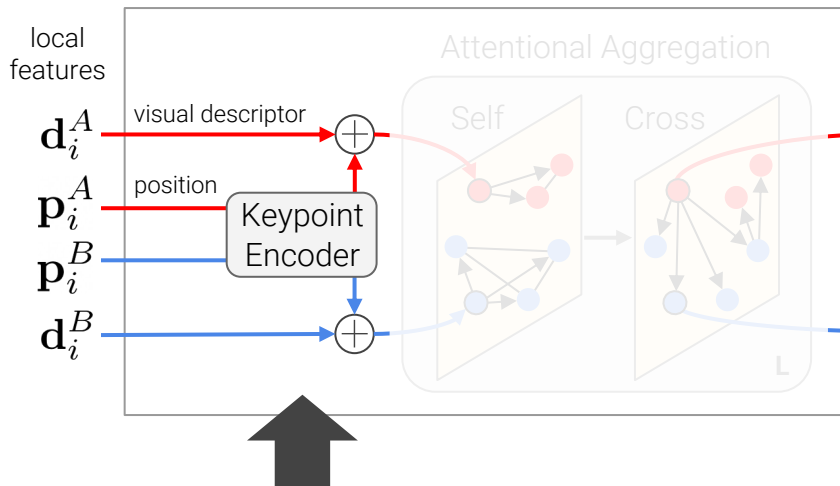 local
features
Attentional Aggregation
visual descriptor
Self
Cross
d_i^A
position
p_i^A
Keypoint
Encoder
p_i^B
d_i^B
L